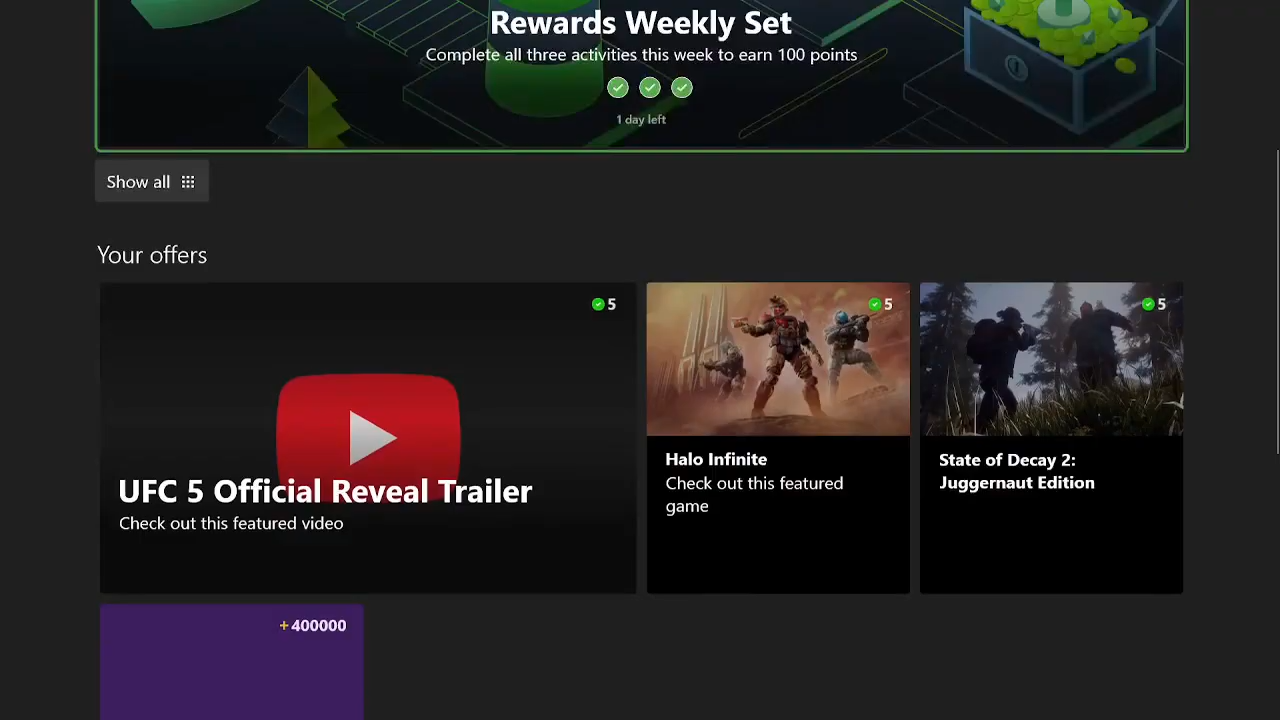 Rewards Weekly Set
Complete all three activities this week to earn 100 points
1 day left
Show all
Your offers
5
UFC 5 Official Reveal Trailer
Check out this featured video
5
Halo Infinite
Check out this featured
game
5
State of Decay 2:
Juggernaut Edition
+400000